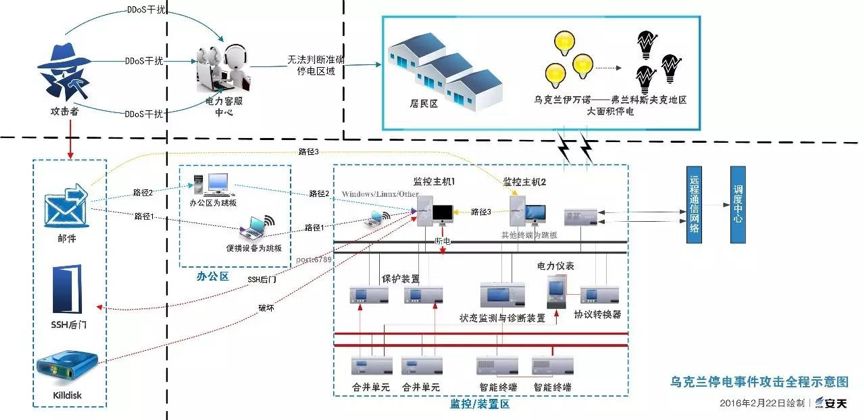 DDoS干扰
DDoS干扰
DDoS干扰
攻击者
电力客服
中心
无法判断准确
停电区域
居民区
乌克兰伊万诺——弗兰科斯夫克地区
大面积停电
路径3
邮件
路径2
路径1
办公区为跳板
便携设备为跳板
办公区
路径2
路径1
Windows/Linux/Other
监控主机1
监控主机2
路径3
其他终端为跳板
断电
远程通信网络
调度中心
port:6789
SSH后门
破坏
SSH后门
Killdisk
保护装置
状态监测与诊断装置
电力仪表
协议转换器
合并单元
合并单元
智能终端
智能终端
监控/装置区
乌克兰停电事件攻击全程示意图
2016年2月22日绘制
安天